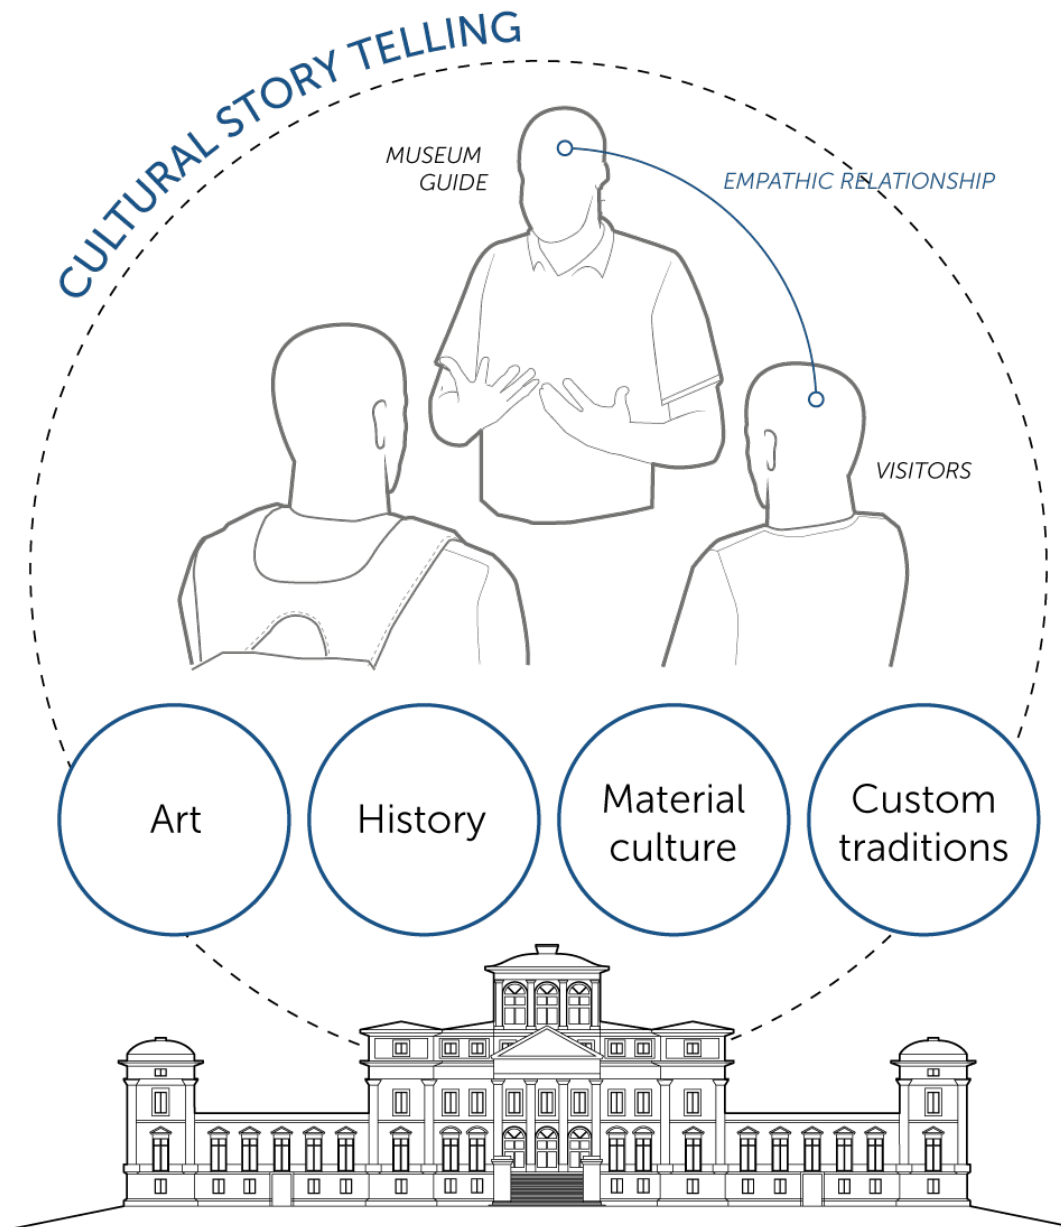 CULTURAL STORY TELLING
MUSEUM
GUIDE
EMPATHIC RELATIONSHIP
VISITORS
Art
History
Material
culture
Custom
traditions